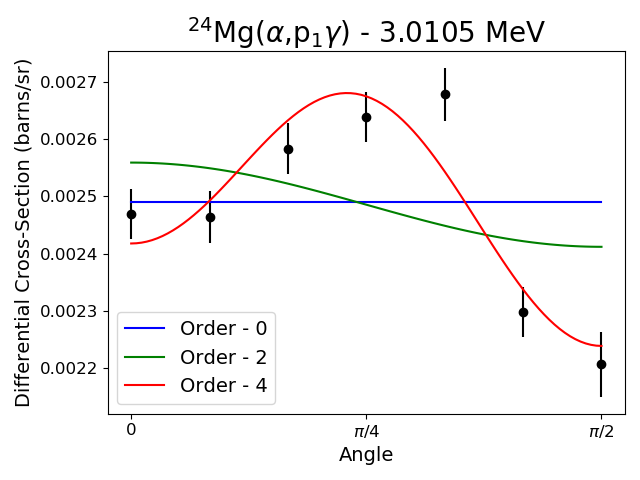 ²⁴Mg(α,p₁γ) - 3.0105 MeV
Differential Cross-Section (barns/sr)
0.0027
0.0026
0.0025
0.0024
0.0023
0.0022
Order - 0
Order - 2
Order - 4
0 π/4 π/2
Angle